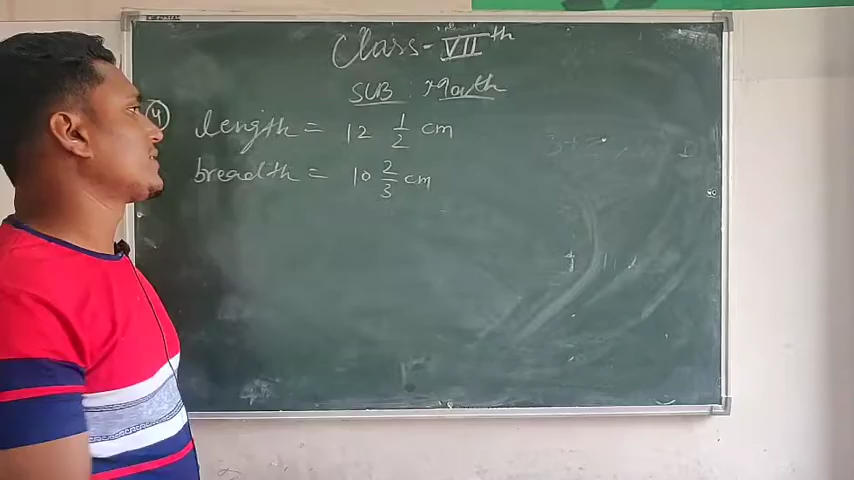 Class - VII th
SUB - Math
④ length = 12 1/2 cm
breadth = 10 2/3 cm